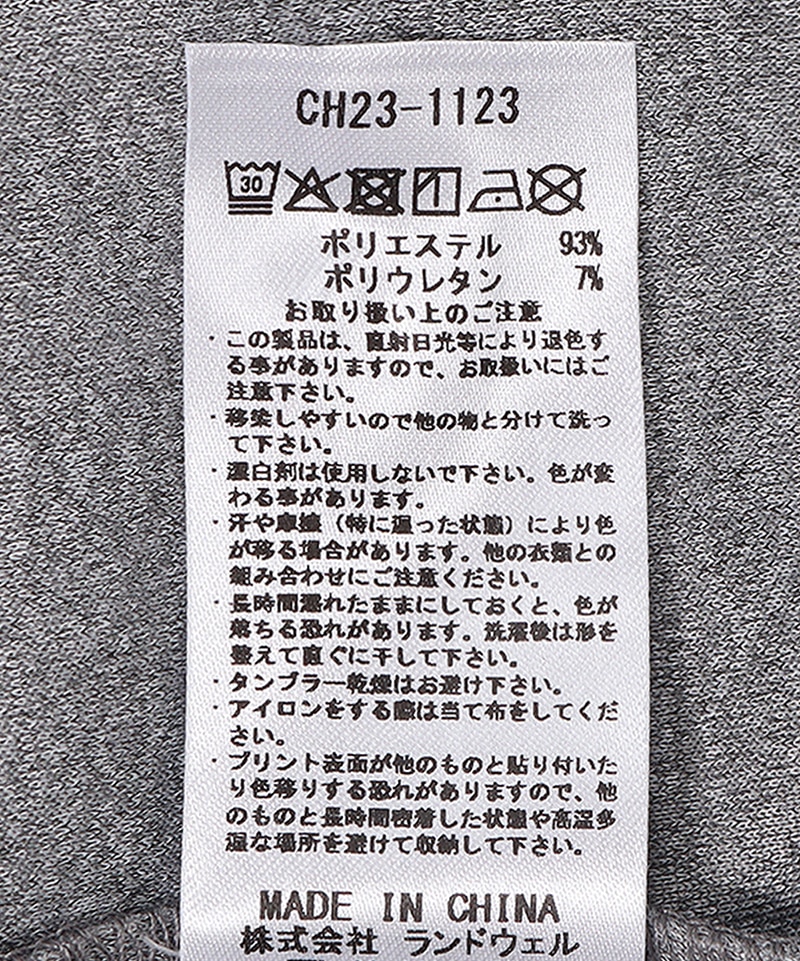 CH23-1123
30
ポリエステル 93%
ポリウレタン 7%
お取り扱い上のご注意
・この製品は、直射日光等により退色す
る事がありますので、お取扱いにはご
注意下さい。
・移染しやすいので他の物と分けて洗っ
て下さい。
・漂白剤は使用しないで下さい。色が変
わる事があります。
・汗や摩擦（特に湿った状態）により色
が移る場合があります。他の衣類との
組み合わせにご注意ください。
・長時間濡れたままにしておくと、色が
落ちる恐れがあります。洗濯後は形を
整えて直ぐに干して下さい。
・タンブラー乾燥はお避け下さい。
・アイロンをする際は当て布をしてくだ
さい。
・プリント表面が他のものと貼り付いた
り色移りする恐れがありますので、他
のものと長時間密着した状態や高温多
湿な場所を避けて収納して下さい。
MADE IN CHINA
株式会社 ランドウェル